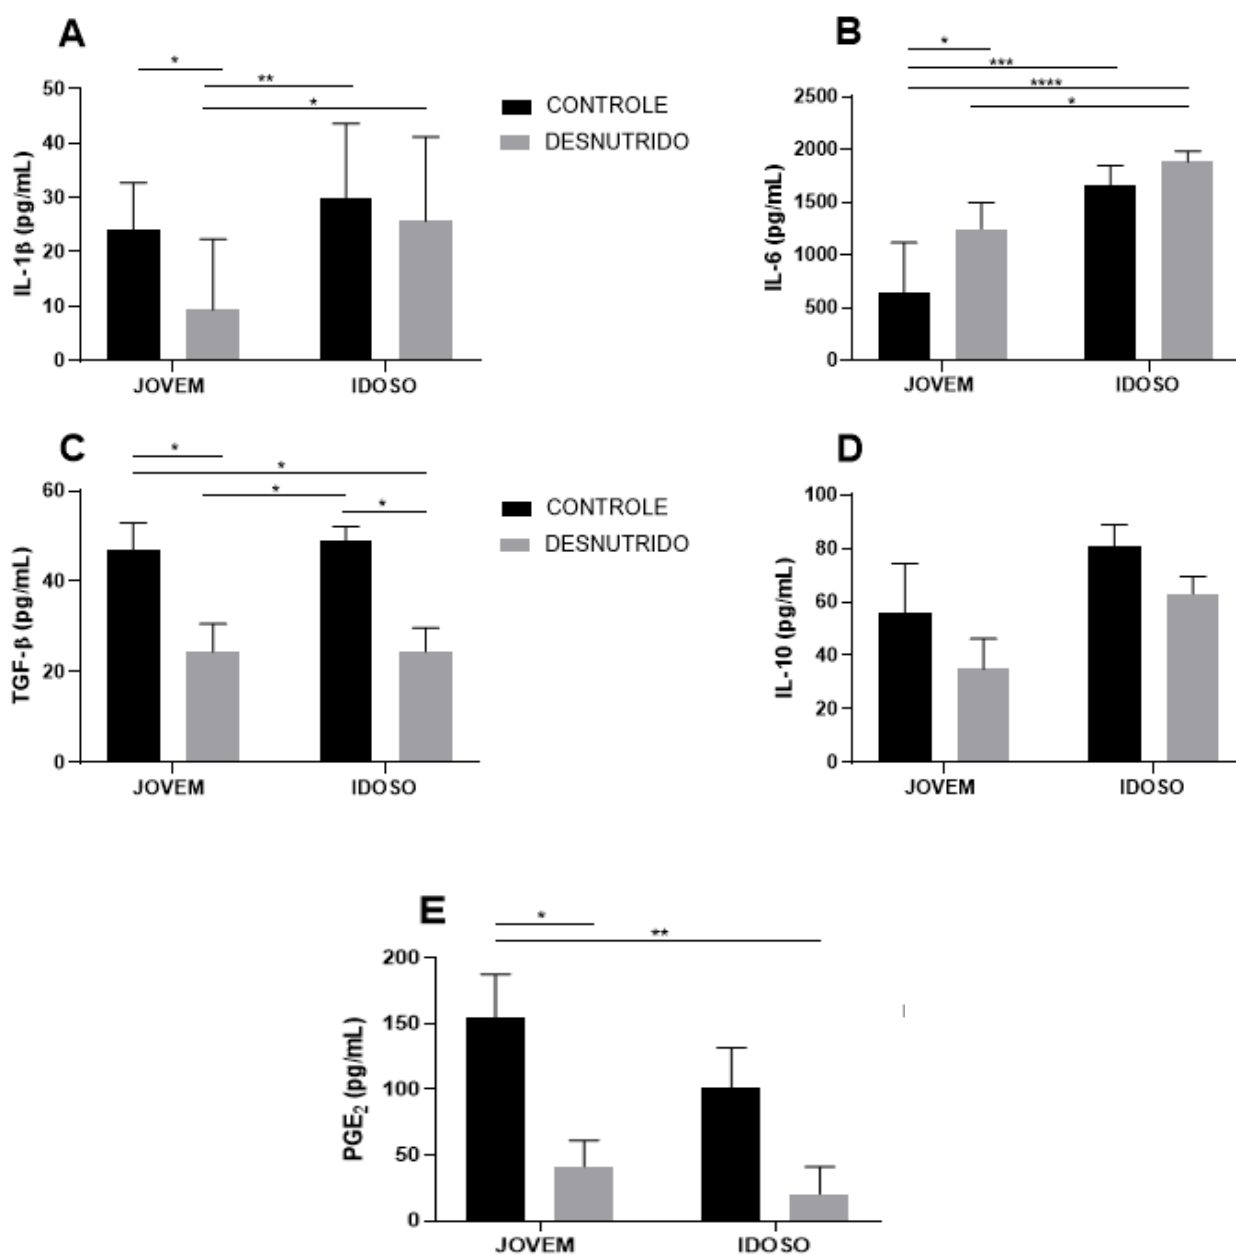 A
*
**
*
50
40
30
20
10
0
IL-1β (pg/mL)
JOVEM IDOSO
CONTROLE
DESNUTRIDO
B
*
***
****
*
2500
2000
1500
1000
500
0
IL-6 (pg/mL)
JOVEM IDOSO
C
*
*
*
*
60
40
20
0
TGF-β (pg/mL)
JOVEM IDOSO
CONTROLE
DESNUTRIDO
D
100
80
60
40
20
0
IL-10 (pg/mL)
JOVEM IDOSO
E
*
**
200
150
100
50
0
PGE₂ (pg/mL)
JOVEM IDOSO